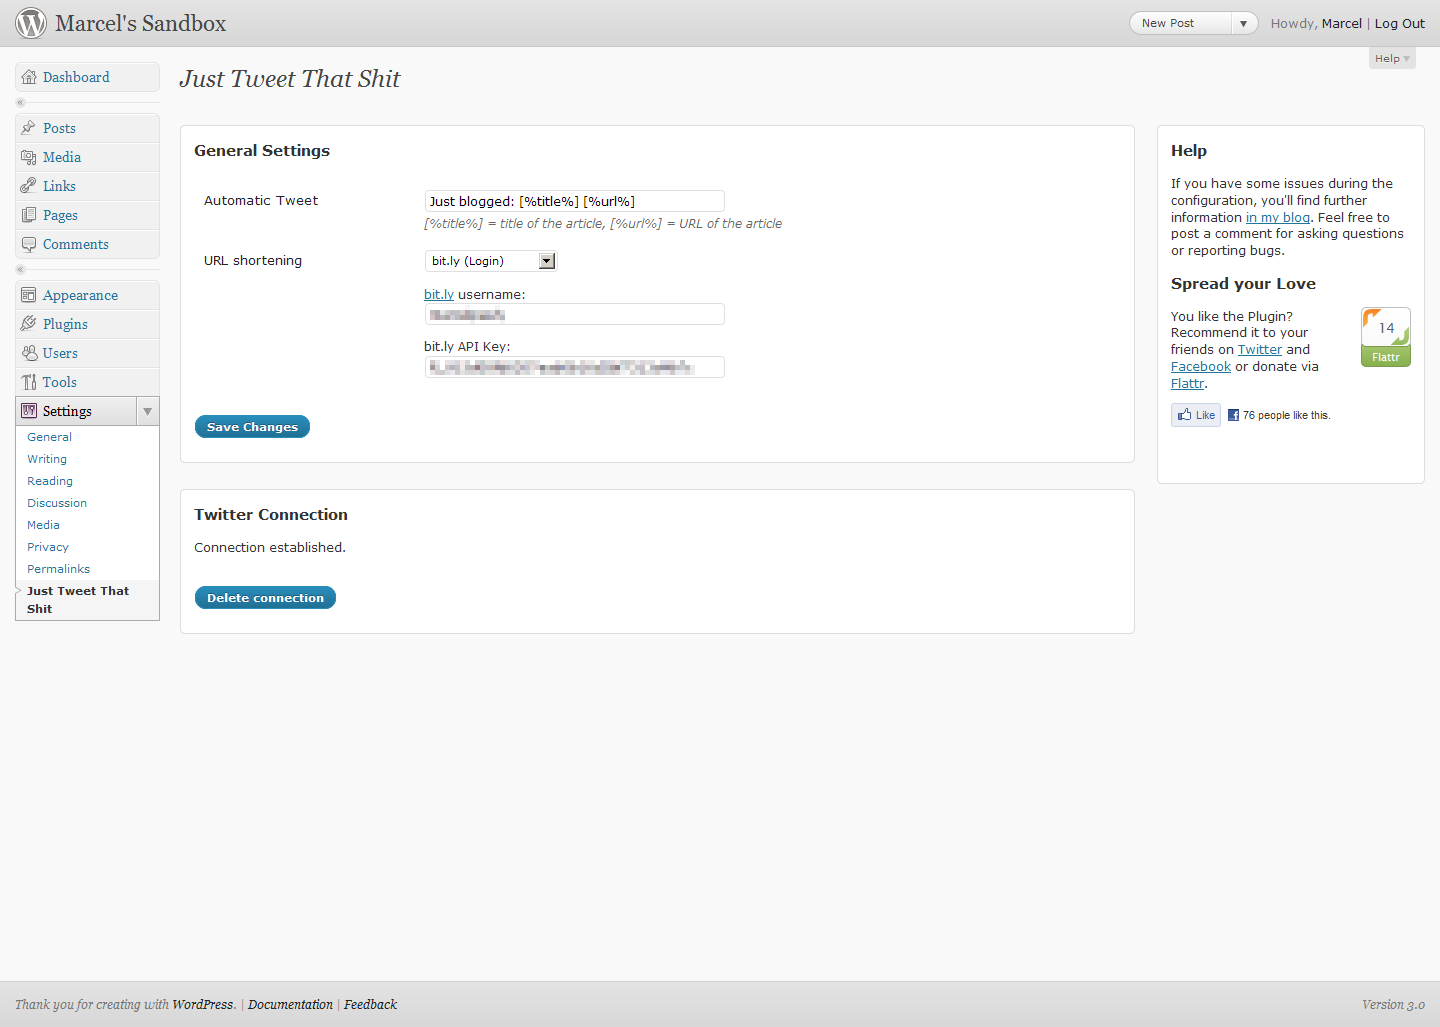 Marcel's Sandbox
New Post
Howdy, Marcel | Log Out
Help
Dashboard
Posts
Media
Links
Pages
Comments
Appearance
Plugins
Users
Tools
Settings
General
Writing
Reading
Discussion
Media
Privacy
Permalinks
Just Tweet That
Shit
Just Tweet That Shit
General Settings
Automatic Tweet
Just blogged: [%title%] [%url%]
[%title%] = title of the article, [%url%] = URL of the article
URL shortening
bit.ly (Login)
bit.ly username:
bit.ly API Key:
Save Changes
Twitter Connection
Connection established.
Delete connection
Help
If you have some issues during the
configuration, you'll find further
information in my blog. Feel free to
post a comment for asking questions
or reporting bugs.
Spread your Love
You like the Plugin?
Recommend it to your
friends on Twitter and
Facebook or donate via
Flattr.
14
Flattr
Like
76 people like this.
Thank you for creating with WordPress. | Documentation | Feedback
Version 3.0